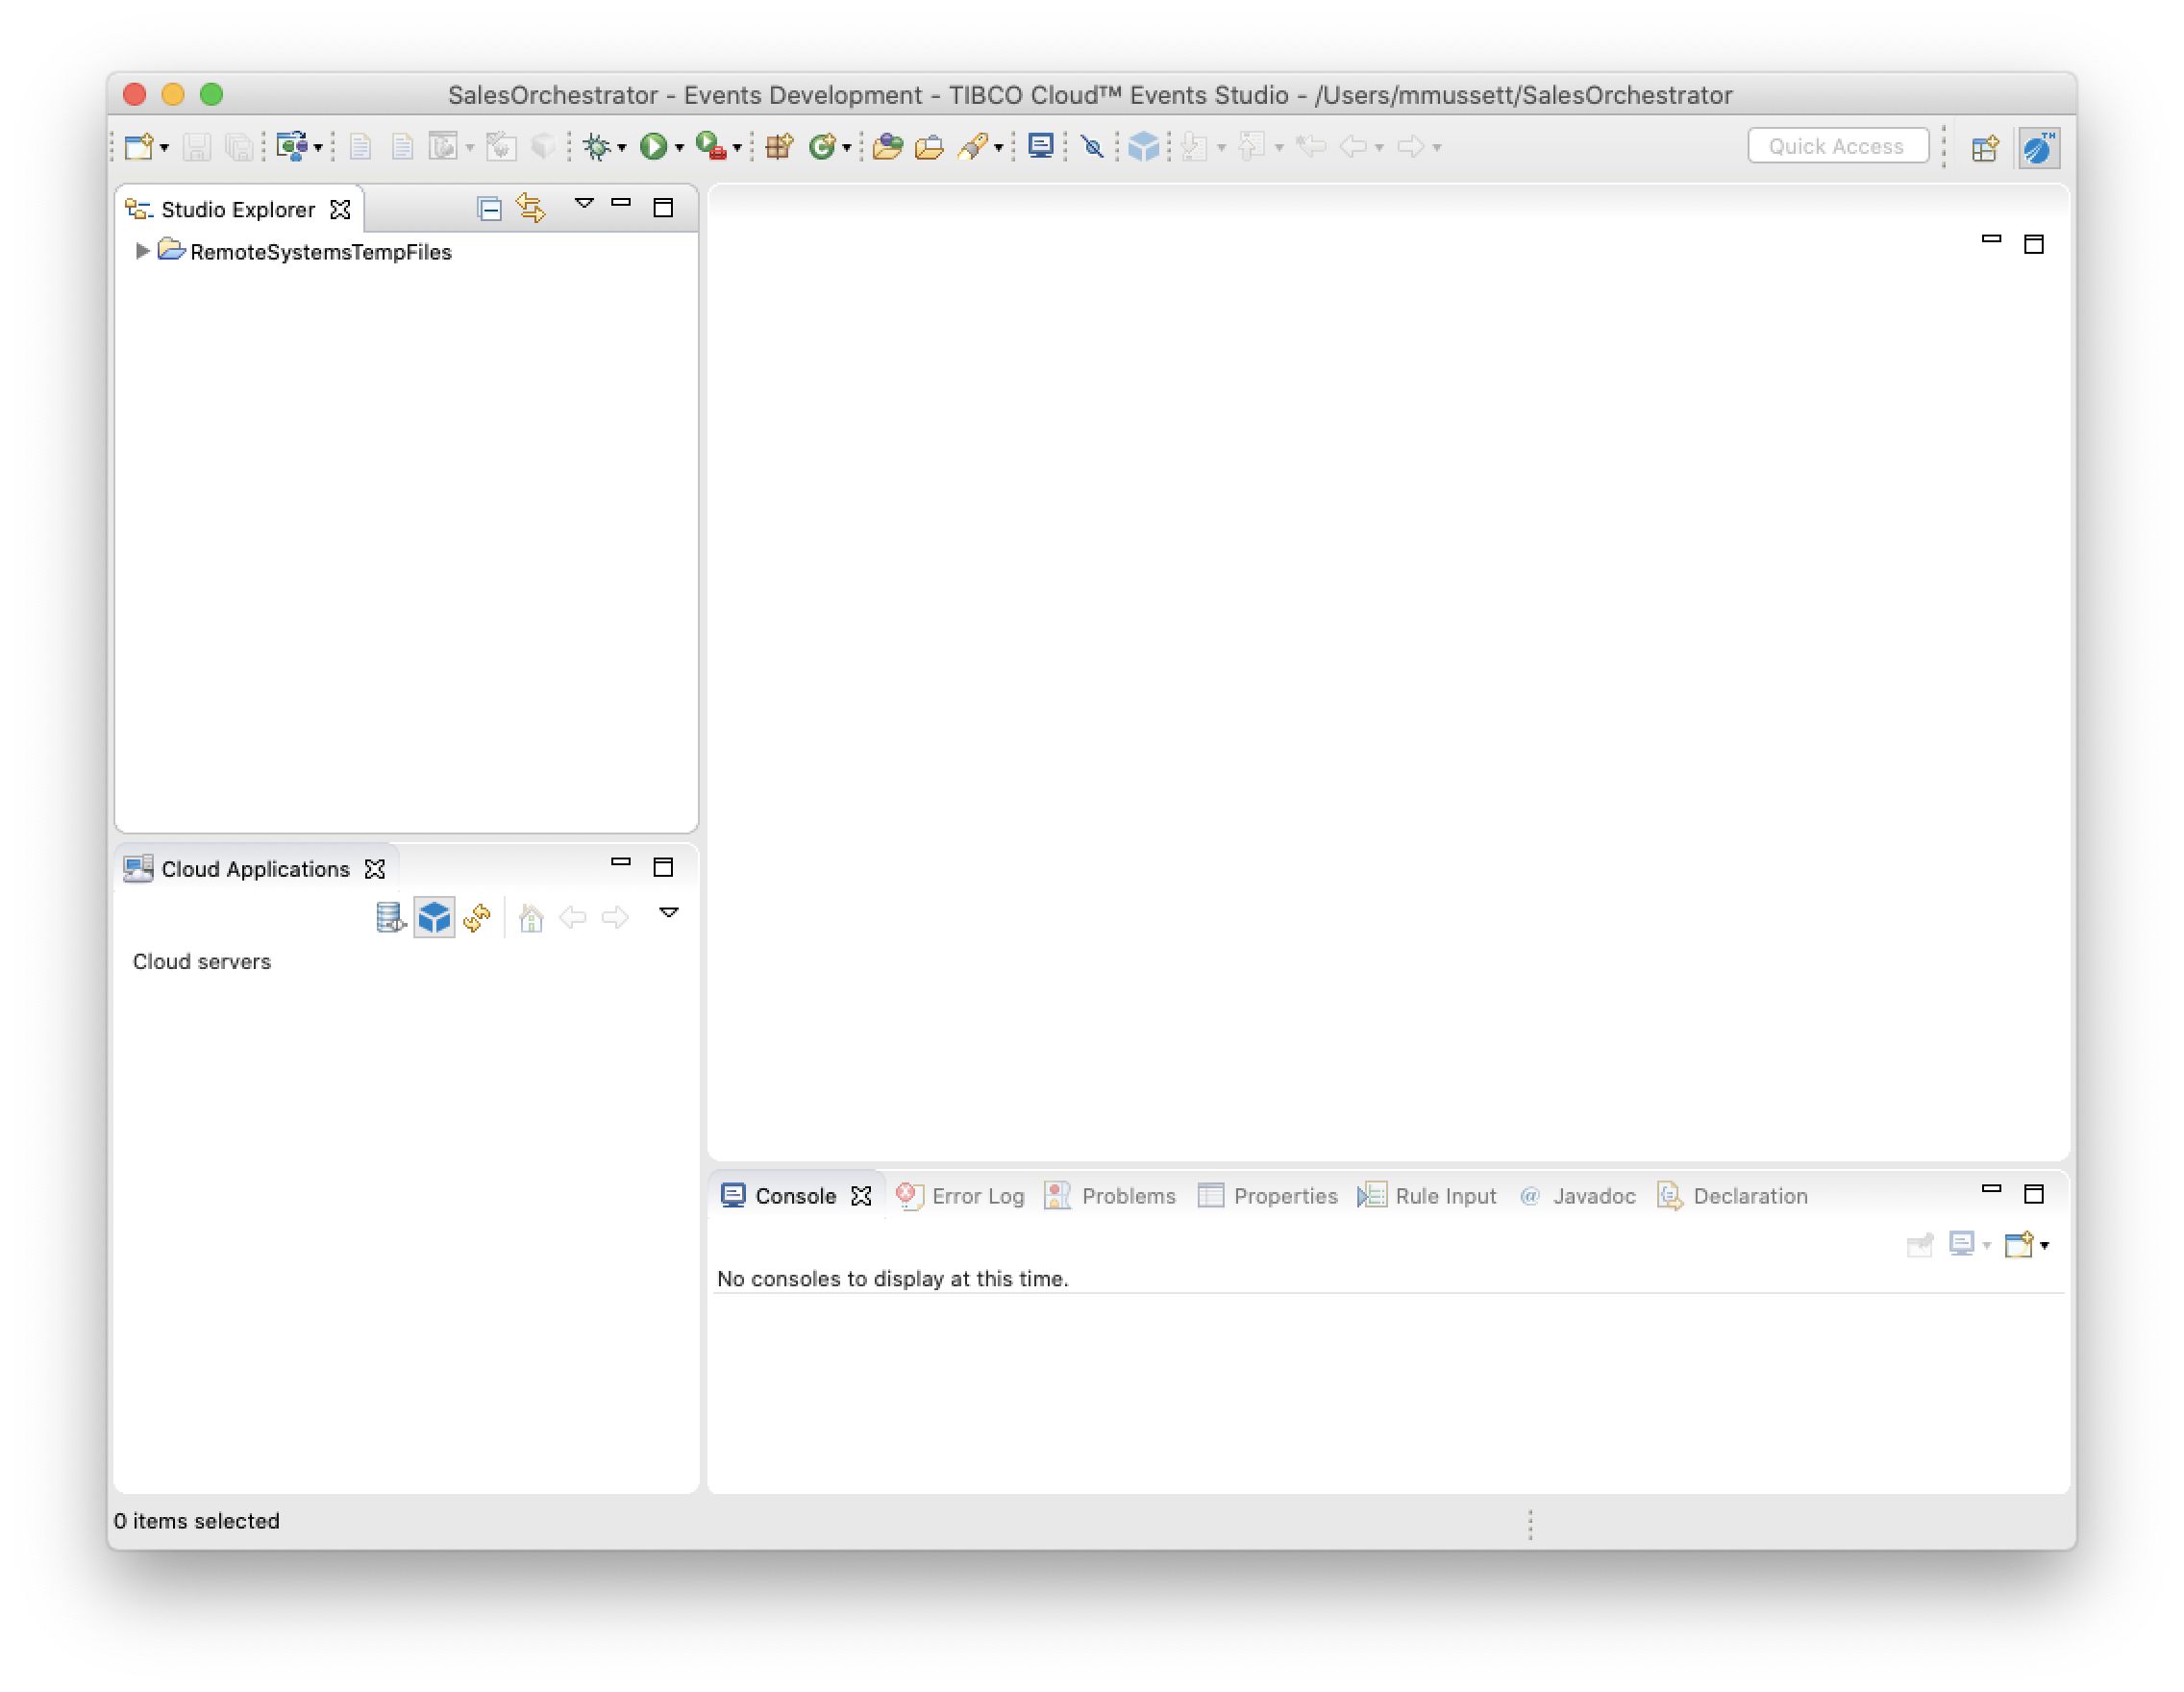 SalesOrchestrator - Events Development - TIBCO Cloud™ Events Studio - /Users/mmussett/SalesOrchestrator
Quick Access
TM
Studio Explorer
RemoteSystemsTempFiles
Cloud Applications
Cloud servers
Console Error Log Problems Properties Rule Input @ Javadoc Declaration
No consoles to display at this time.
0 items selected